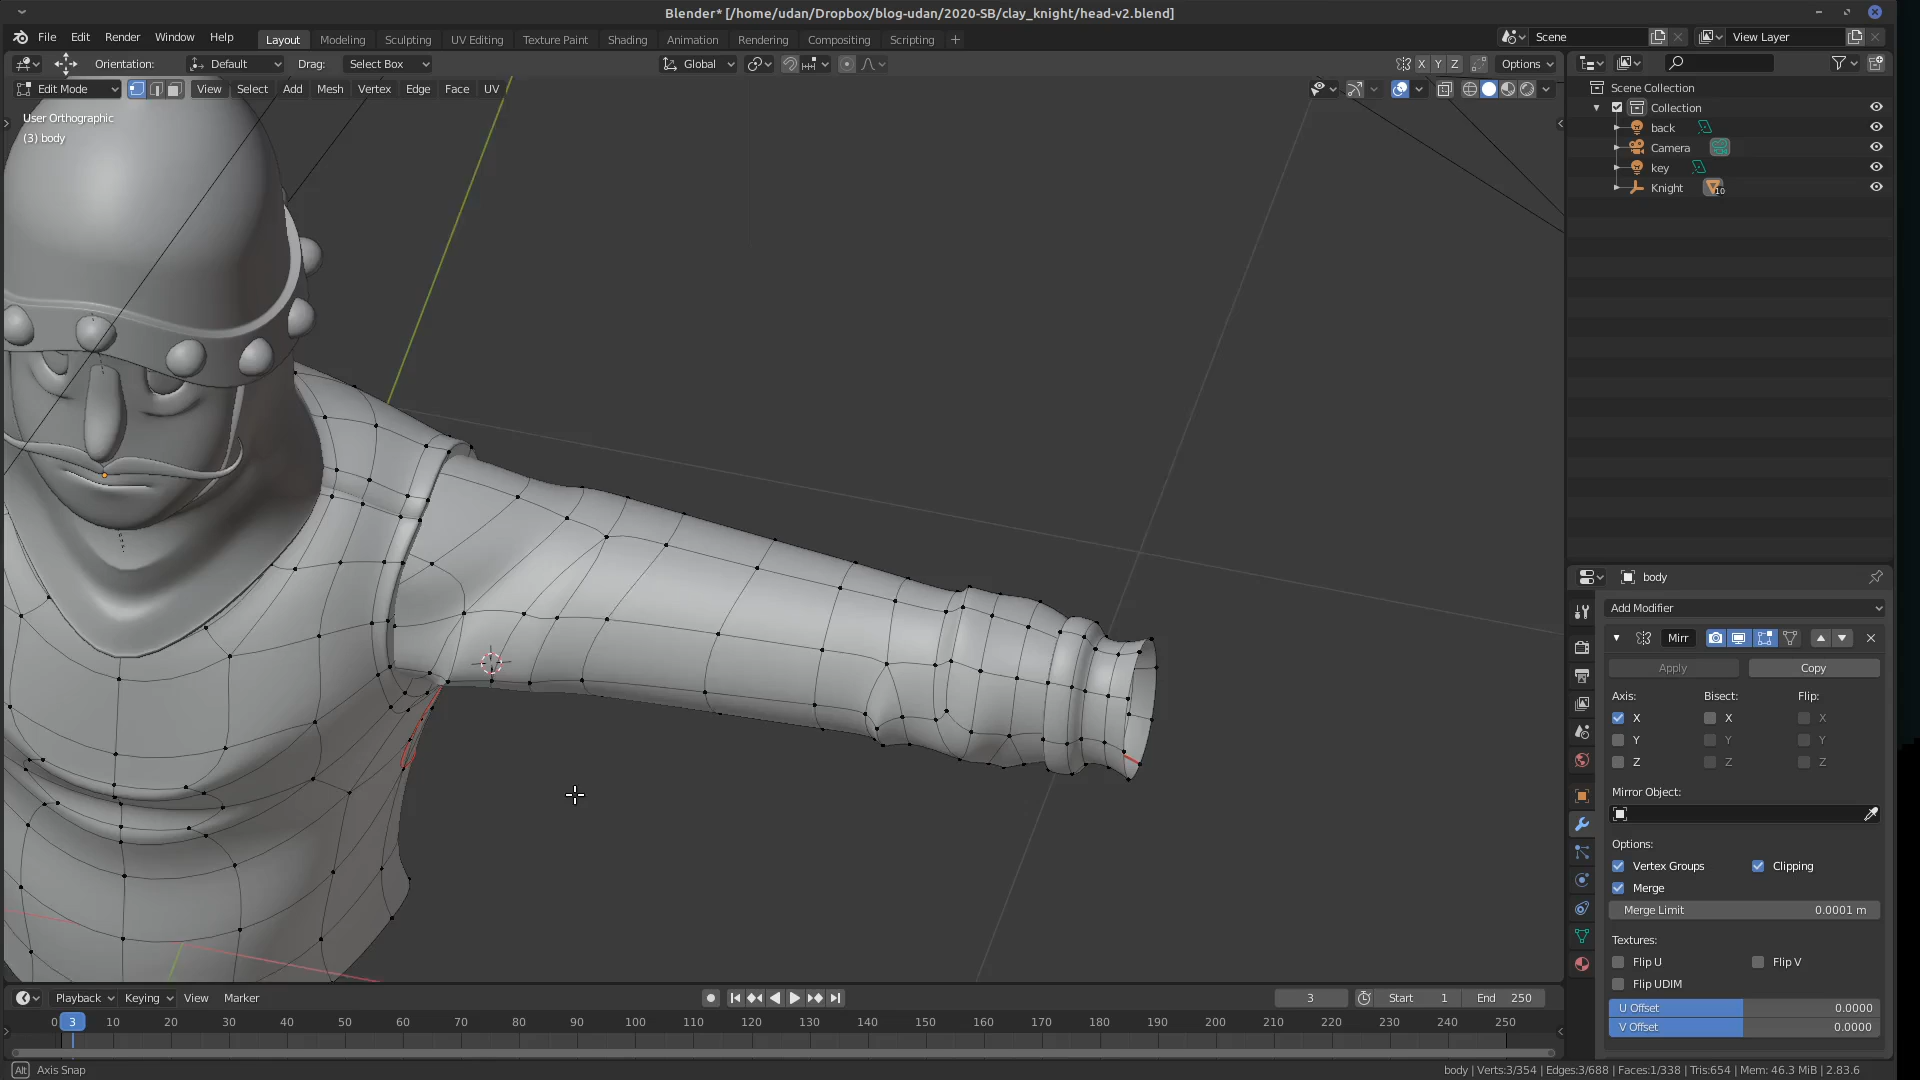 Blender* [/home/udan/Dropbox/blog-udan/2020-SB/clay_knight/head-v2.blend]
File Edit Render Window Help Layout Modeling Sculpting UV Editing Texture Paint Shading Animation Rendering Compositing Scripting + Scene View Layer
Orientation: Default Drag: Select Box Global X Y Z Options
Edit Mode View Select Add Mesh Vertex Edge Face UV
User Orthographic
(3) body
Scene Collection
Collection
back
Camera
key
Knight 10
body
Add Modifier
Mirr
Apply Copy
Axis: Bisect: Flip:
X X X
Y Y Y
Z Z Z
Mirror Object:
Options:
Vertex Groups Clipping
Merge
Merge Limit 0.0001 m
Textures:
Flip U Flip V
Flip UDIM
U Offset 0.0000
V Offset 0.0000
Playback Keying View Marker 3 Start 1 End 250
0 3 10 20 30 40 50 60 70 80 90 100 110 120 130 140 150 160 170 180 190 200 210 220 230 240 250
Alt Axis Snap
body | Verts:3/354 | Edges:3/688 | Faces:1/338 | Tris:654 | Mem: 46.3 MiB | 2.83.6